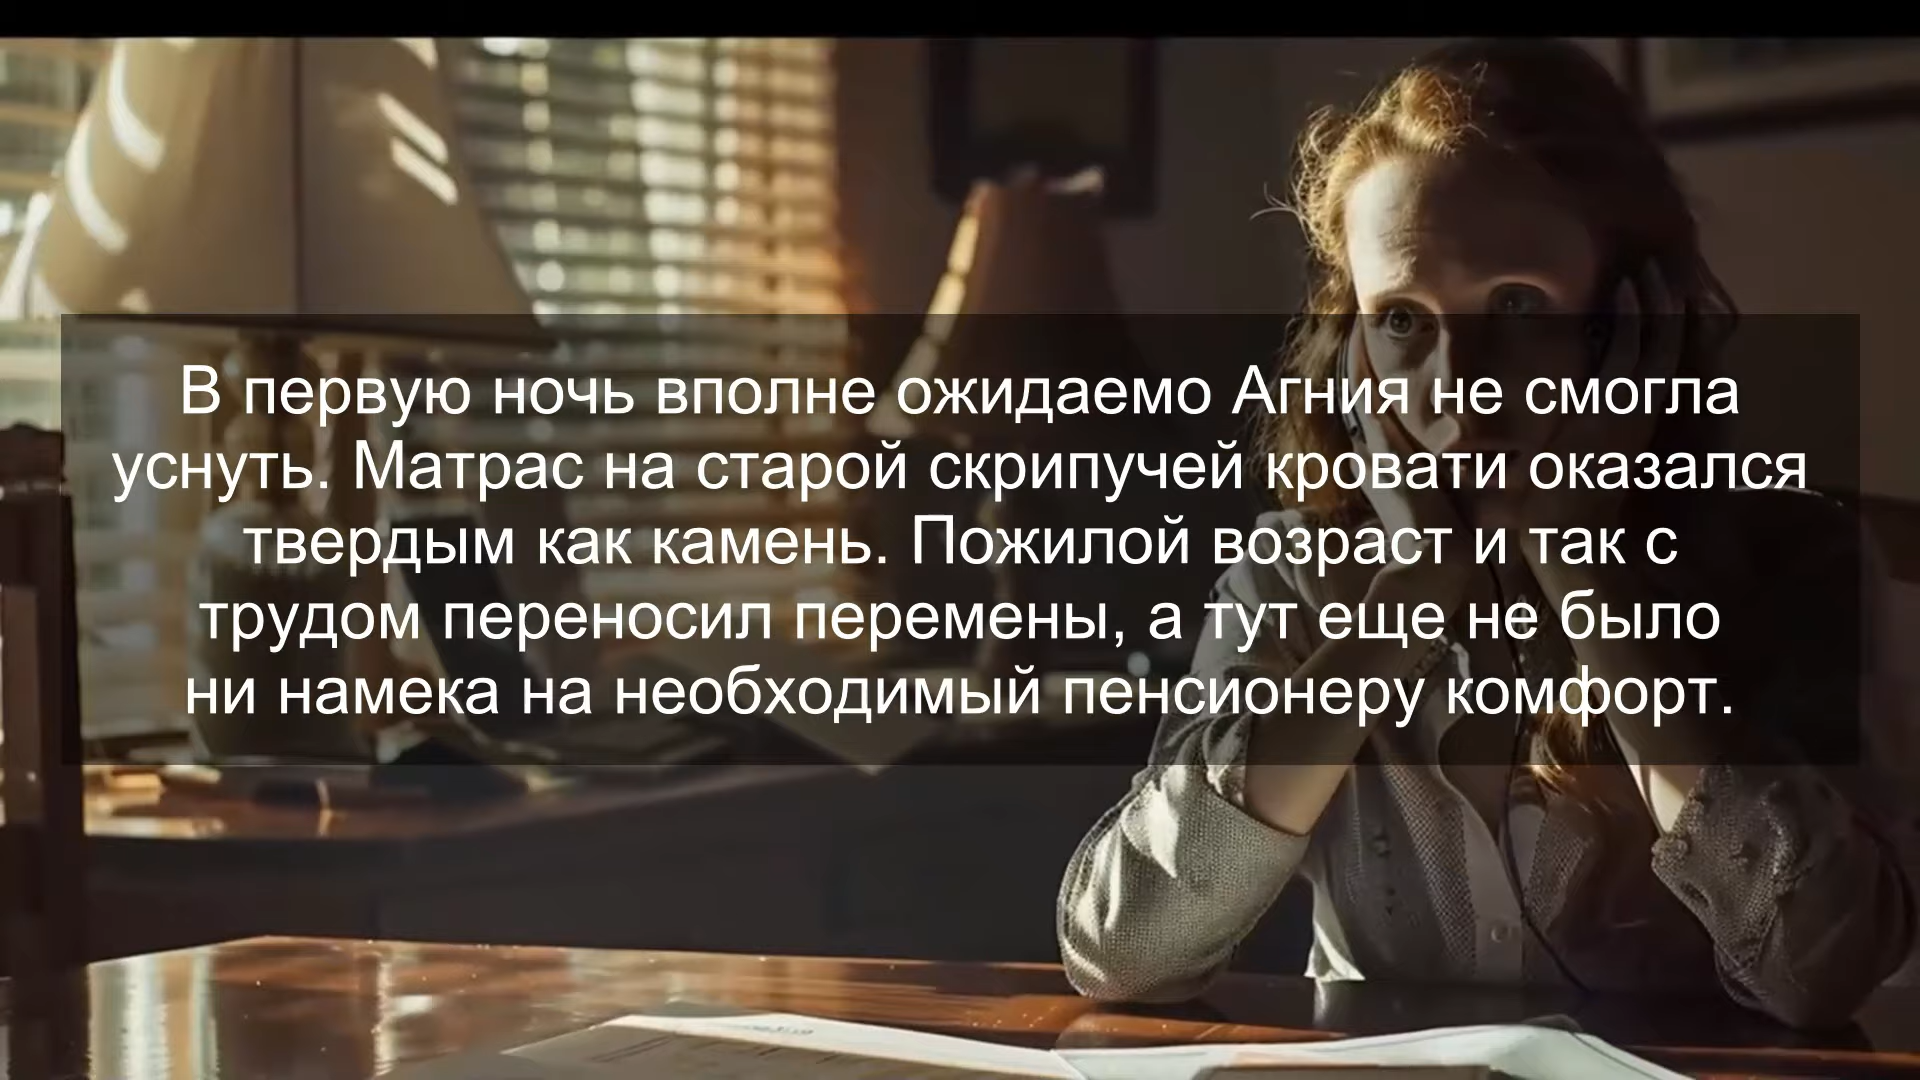 В первую ночь вполне ожидаемо Агния не смогла
уснуть. Матрас на старой скрипучей кровати оказался
твердым как камень. Пожилой возраст и так с
трудом переносил перемены, а тут еще не было
ни намека на необходимый пенсионеру комфорт.